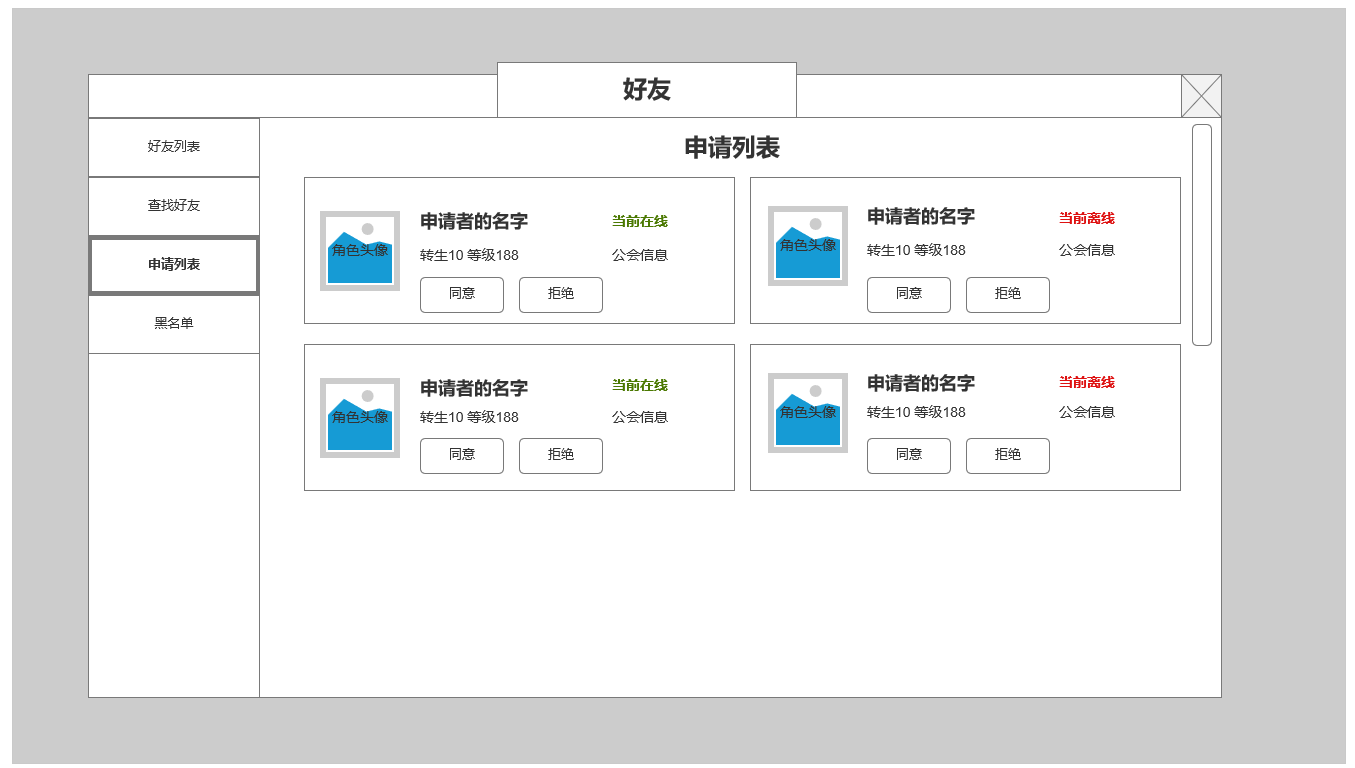 好友
好友列表
查找好友
申请列表
黑名单
申请列表
角色头像
申请者的名字
当前在线
转生10 等级188
公会信息
同意
拒绝
角色头像
申请者的名字
当前离线
转生10 等级188
公会信息
同意
拒绝
角色头像
申请者的名字
当前在线
转生10 等级188
公会信息
同意
拒绝
角色头像
申请者的名字
当前离线
转生10 等级188
公会信息
同意
拒绝